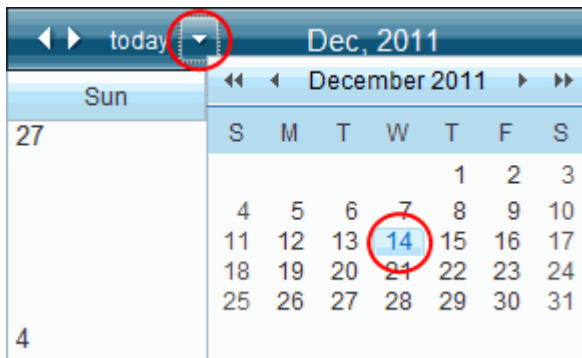 today Dec, 2011
December 2011
Sun
27
S M T W T F S
1 2 3
4 5 6 7 8 9 10
11 12 13 14 15 16 17
18 19 20 21 22 23 24
25 26 27 28 29 30 31
4